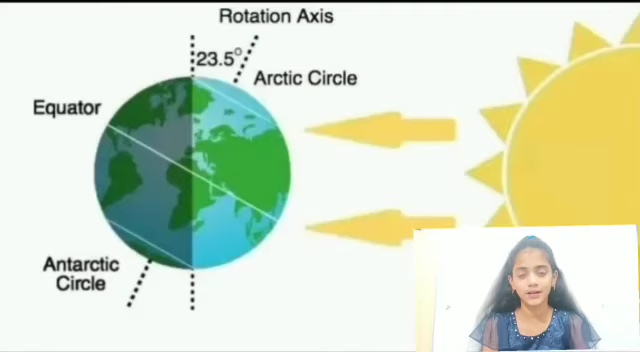 Rotation Axis
23.5°
Arctic Circle
Equator
Antarctic
Circle